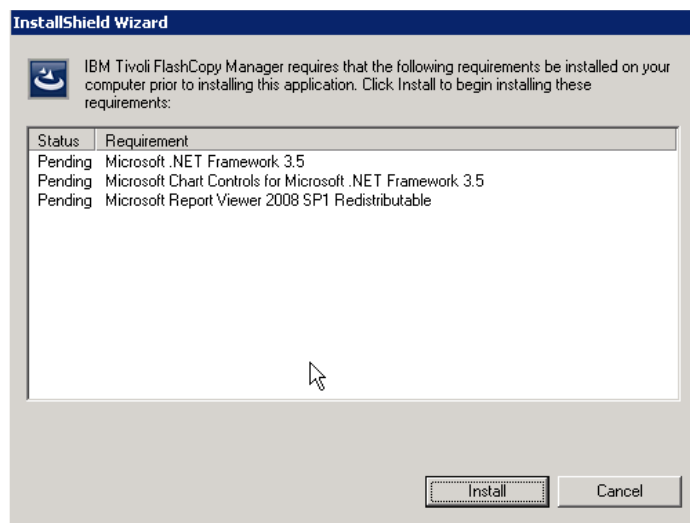 InstallShield Wizard
IBM Tivoli FlashCopy Manager requires that the following requirements be installed on your
computer prior to installing this application. Click Install to begin installing these
requirements:
Status Requirement
Pending Microsoft .NET Framework 3.5
Pending Microsoft Chart Controls for Microsoft .NET Framework 3.5
Pending Microsoft Report Viewer 2008 SP1 Redistributable
Install Cancel